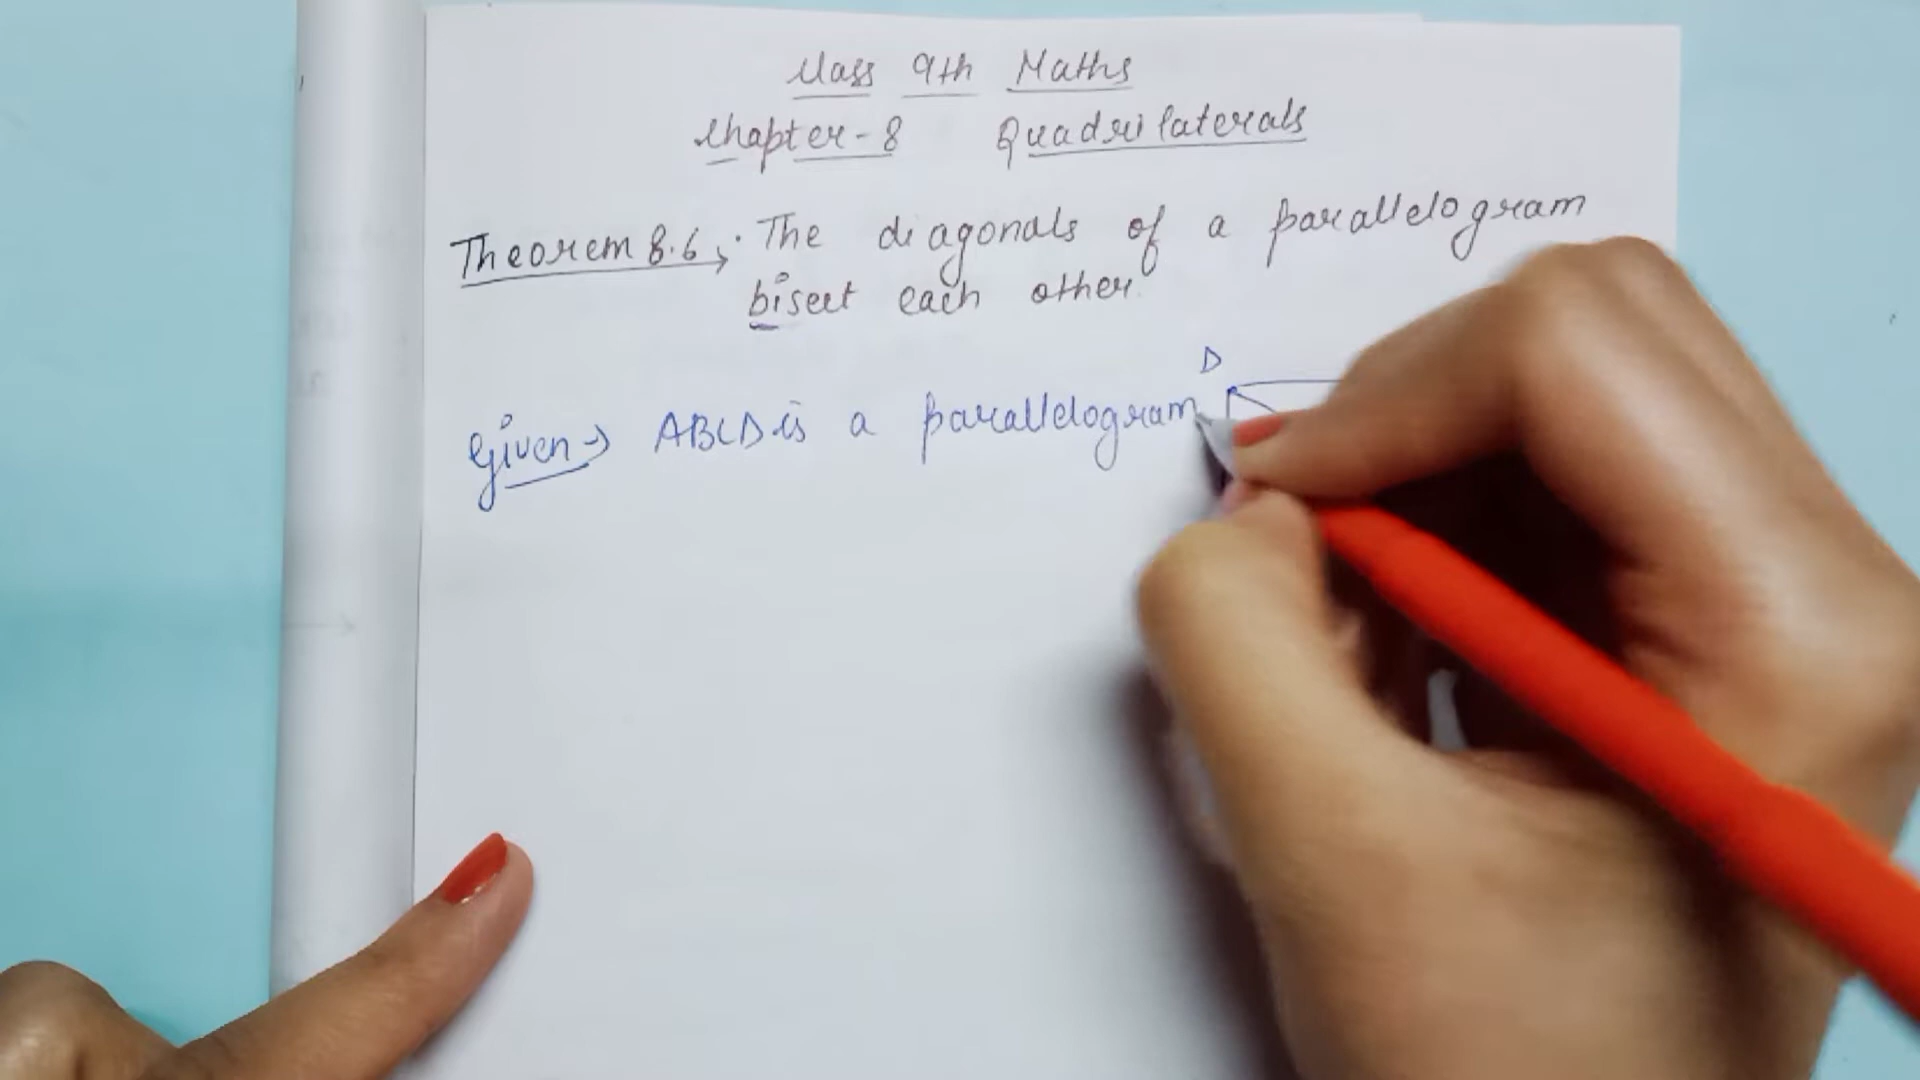 Class 9th Maths
Chapter-8 Quadrilaterals
Theorem 8.6 → The diagonals of a parallelogram
bisect each other.
D
Given → ABCD is a parallelogram